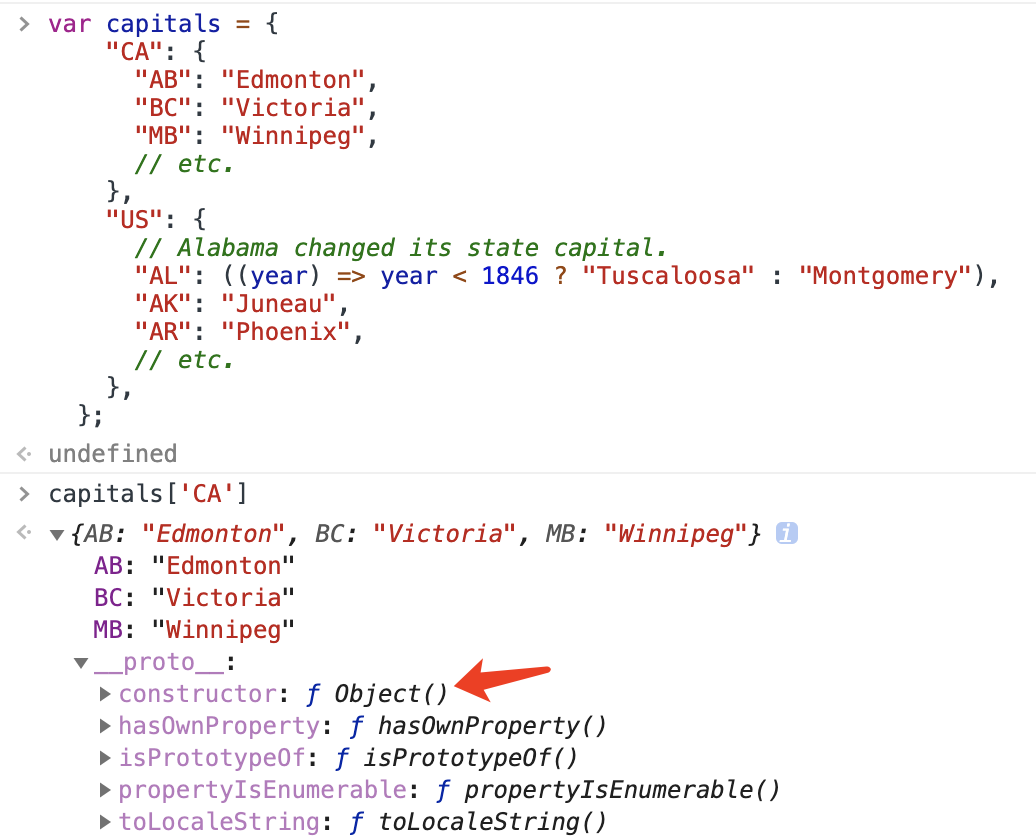 > var capitals = {
"CA": {
"AB": "Edmonton",
"BC": "Victoria",
"MB": "Winnipeg",
// etc.
},
"US": {
// Alabama changed its state capital.
"AL": ((year) => year < 1846 ? "Tuscaloosa" : "Montgomery"),
"AK": "Juneau",
"AR": "Phoenix",
// etc.
},
};
undefined
> capitals['CA']
{AB: "Edmonton", BC: "Victoria", MB: "Winnipeg"} i
AB: "Edmonton"
BC: "Victoria"
MB: "Winnipeg"
__proto__:
constructor: ƒ Object()
hasOwnProperty: ƒ hasOwnProperty()
isPrototypeOf: ƒ isPrototypeOf()
propertyIsEnumerable: ƒ propertyIsEnumerable()
toLocaleString: ƒ toLocaleString()